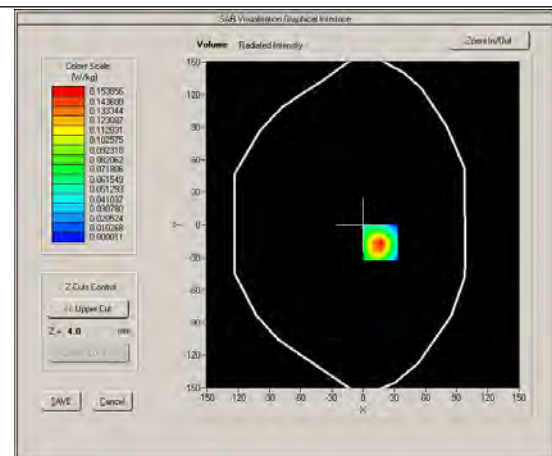 SAR Visualisation Graphical Interface
Volume Radiated Intensity
Zoom In/Out
Colors Scale
(W/kg)
0.153856
0.143600
0.133344
0.123087
0.112831
0.102575
0.092318
0.082062
0.071806
0.061549
0.051293
0.041037
0.030780
0.020524
0.010268
0.000011
150
120
90
60
30
0
-30
-60
-90
-120
-150
Y
-150 -120 -90 -60 -30 0 30 60 90 120 150
X
Z-Cuts Control
<< Upper Cut
Z = 4.0 mm
SAVE
Cancel